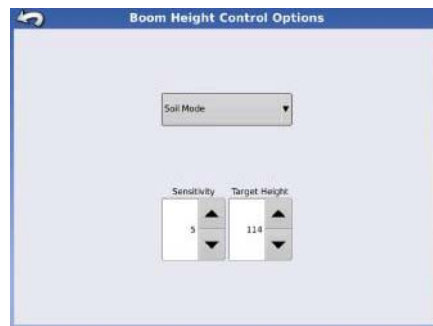 Boom Height Control Options
Soil Mode
Sensitivity Target Height
5 114